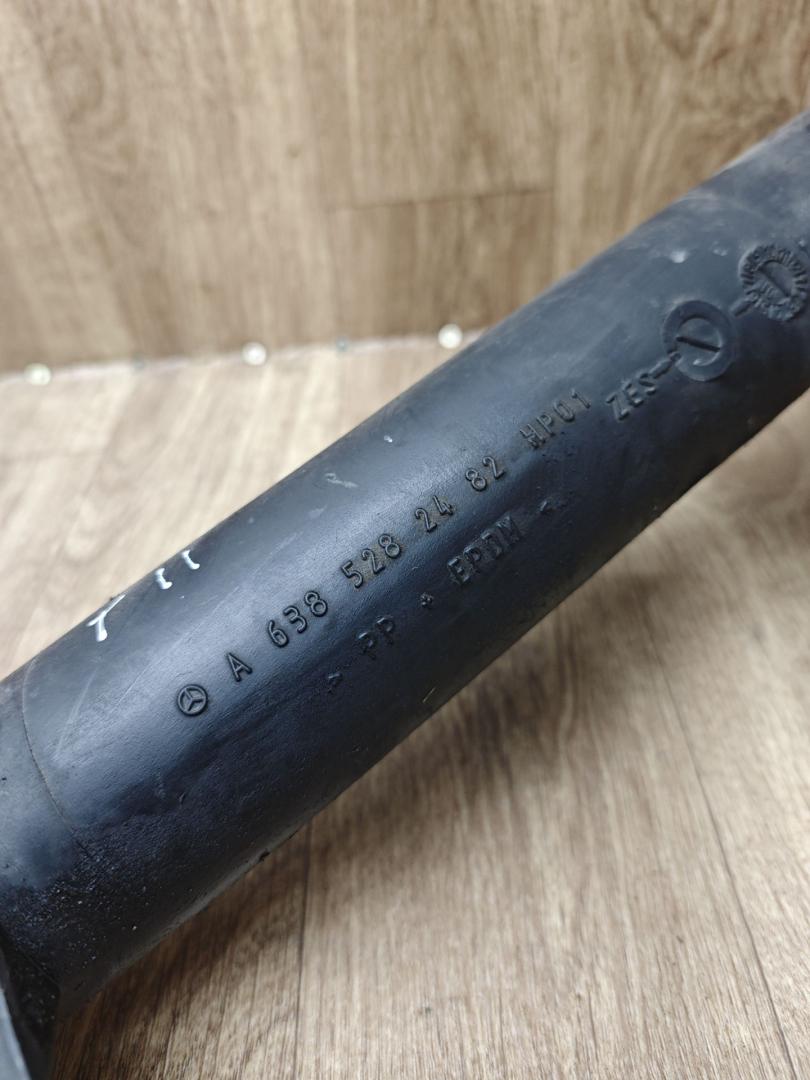 A 638 528 24 82 HP01
> PP + EPDM <
ZES